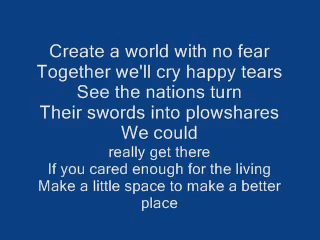 Create a world with no fear
Together we'll cry happy tears
See the nations turn
Their swords into plowshares
We could
really get there
If you cared enough for the living
Make a little space to make a better
place